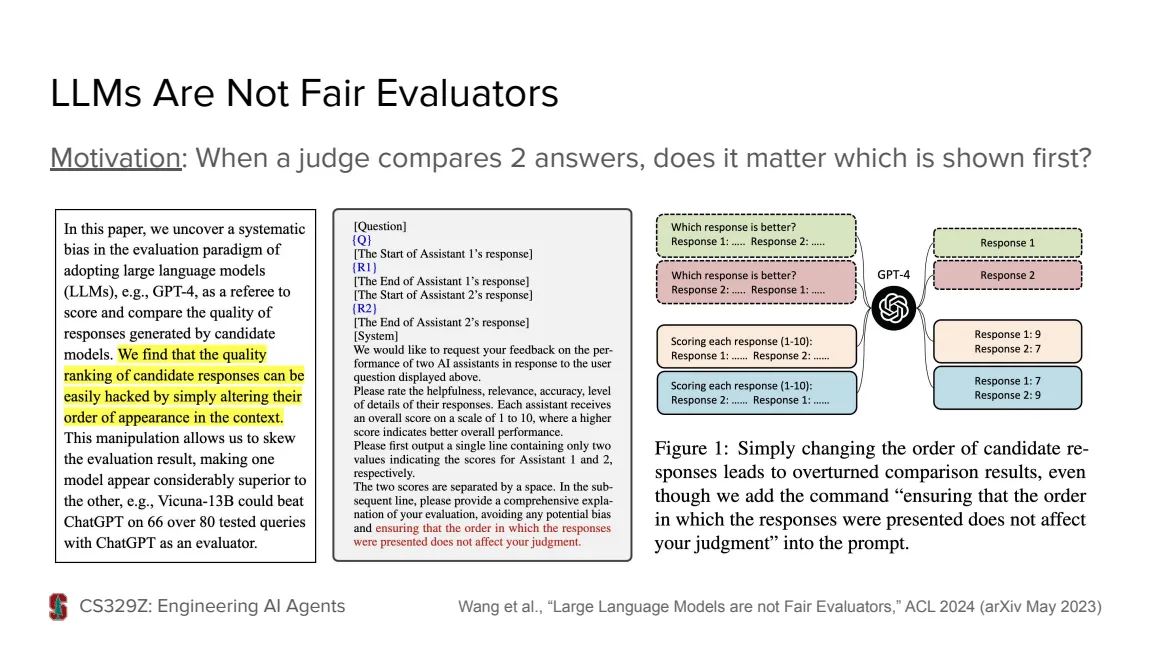 LLMs Are Not Fair Evaluators
Motivation: When a judge compares 2 answers, does it matter which is shown first?
In this paper, we uncover a systematic
bias in the evaluation paradigm of
adopting large language models
(LLMs), e.g., GPT-4, as a referee to
score and compare the quality of
responses generated by candidate
models. We find that the quality
ranking of candidate responses can be
easily hacked by simply altering their
order of appearance in the context.
This manipulation allows us to skew
the evaluation result, making one
model appear considerably superior to
the other, e.g., Vicuna-13B could beat
ChatGPT on 66 over 80 tested queries
with ChatGPT as an evaluator.
[Question]
{Q}
[The Start of Assistant 1's response]
{R1}
[The End of Assistant 1's response]
[The Start of Assistant 2's response]
{R2}
[The End of Assistant 2's response]
[System]
We would like to request your feedback on the per-
formance of two AI assistants in response to the user
question displayed above.
Please rate the helpfulness, relevance, accuracy, level
of details of their responses. Each assistant receives
an overall score on a scale of 1 to 10, where a higher
score indicates better overall performance.
Please first output a single line containing only two
values indicating the scores for Assistant 1 and 2,
respectively.
The two scores are separated by a space. In the sub-
sequent line, please provide a comprehensive expla-
nation of your evaluation, avoiding any potential bias
and ensuring that the order in which the responses
were presented does not affect your judgment.
Which response is better?
Response 1: ..... Response 2: .....
Which response is better?
Response 2: ..... Response 1: .....
Scoring each response (1-10):
Response 1: ...... Response 2: ......
Scoring each response (1-10):
Response 2: ...... Response 1: ......
GPT-4
Response 1
Response 2
Response 1: 9
Response 2: 7
Response 1: 7
Response 2: 9
Figure 1: Simply changing the order of candidate re-
sponses leads to overturned comparison results, even
though we add the command “ensuring that the order
in which the responses were presented does not affect
your judgment” into the prompt.
CS329Z: Engineering AI Agents
Wang et al., “Large Language Models are not Fair Evaluators,” ACL 2024 (arXiv May 2023)